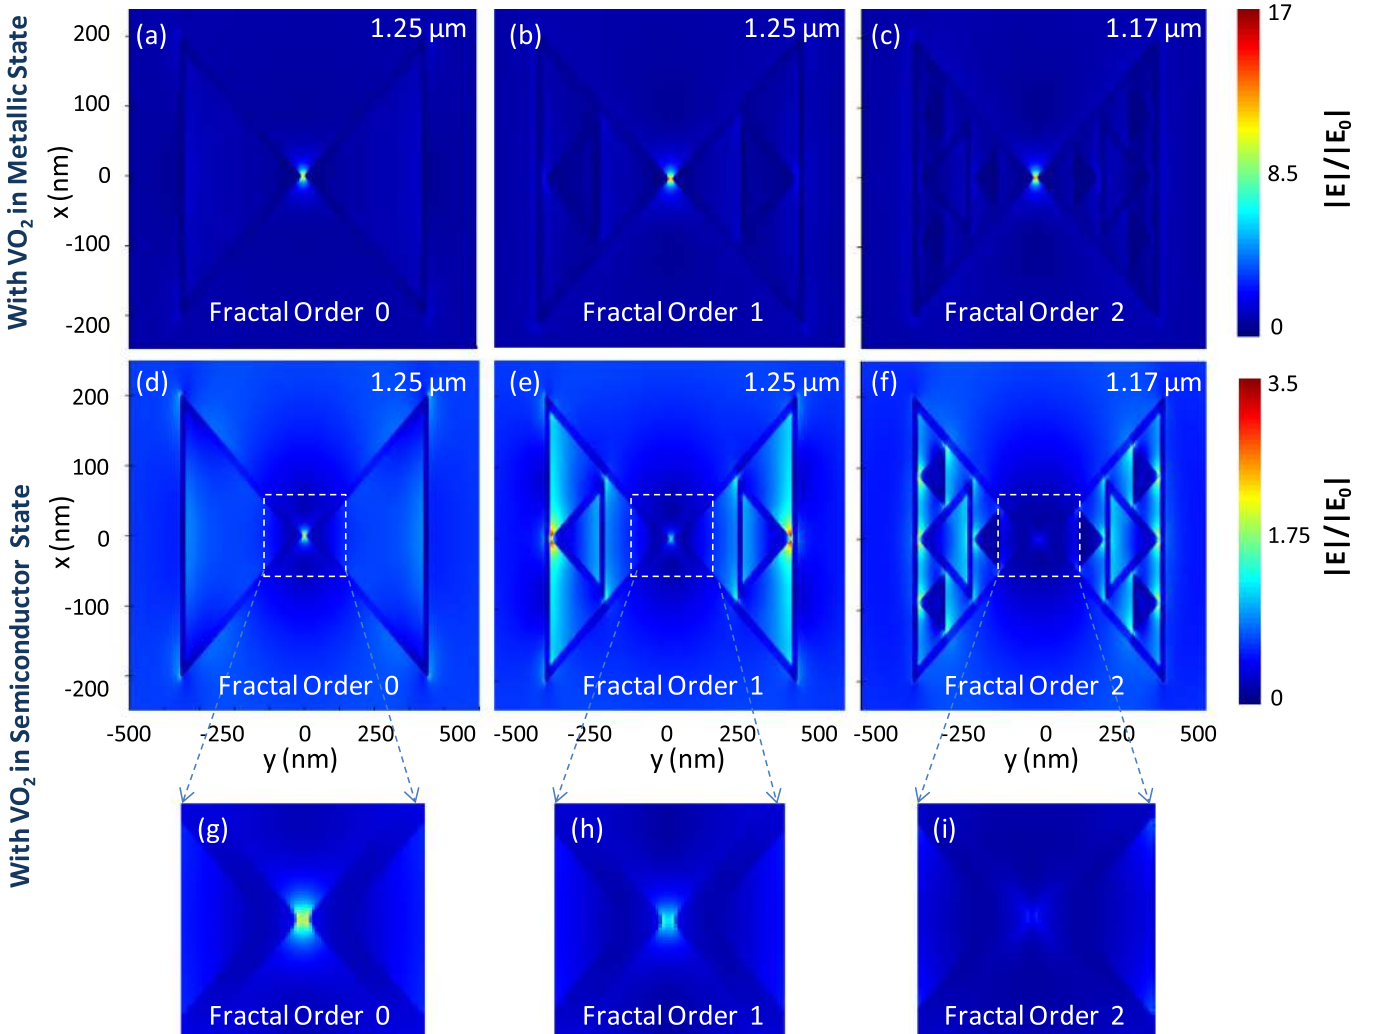 With VO2 in Metallic State
x (nm)
200
100
0
-100
-200
(a)
1.25 µm
Fractal Order 0
(b)
1.25 µm
Fractal Order 1
(c)
1.17 µm
Fractal Order 2
17
8.5
0
|E|/|E0|
With VO2 in Semiconductor State
x (nm)
200
100
0
-100
-200
(d)
1.25 µm
Fractal Order 0
(e)
1.25 µm
Fractal Order 1
(f)
1.17 µm
Fractal Order 2
3.5
1.75
0
|E|/|E0|
-500 -250 0 250 500
y (nm)
-500 -250 0 250 500
y (nm)
-500 -250 0 250 500
y (nm)
(g)
Fractal Order 0
(h)
Fractal Order 1
(i)
Fractal Order 2